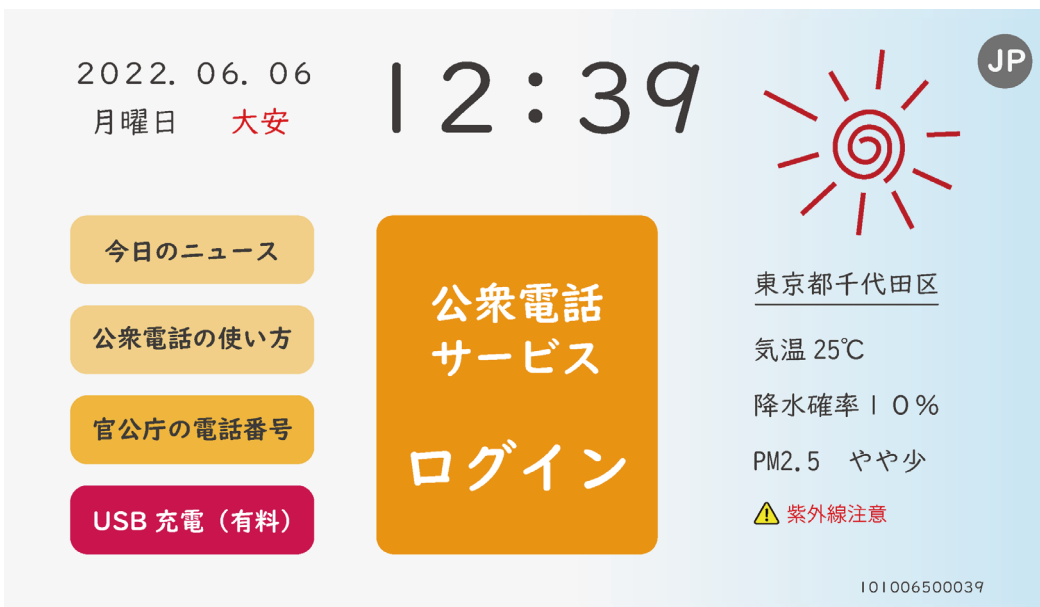 2022. 06. 06
月曜日 大安
12:39
JP
今日のニュース
公衆電話の使い方
官公庁の電話番号
USB 充電（有料）
公衆電話
サービス
ログイン
東京都千代田区
気温 25℃
降水確率10%
PM2.5 やや少
紫外線注意
101006500039